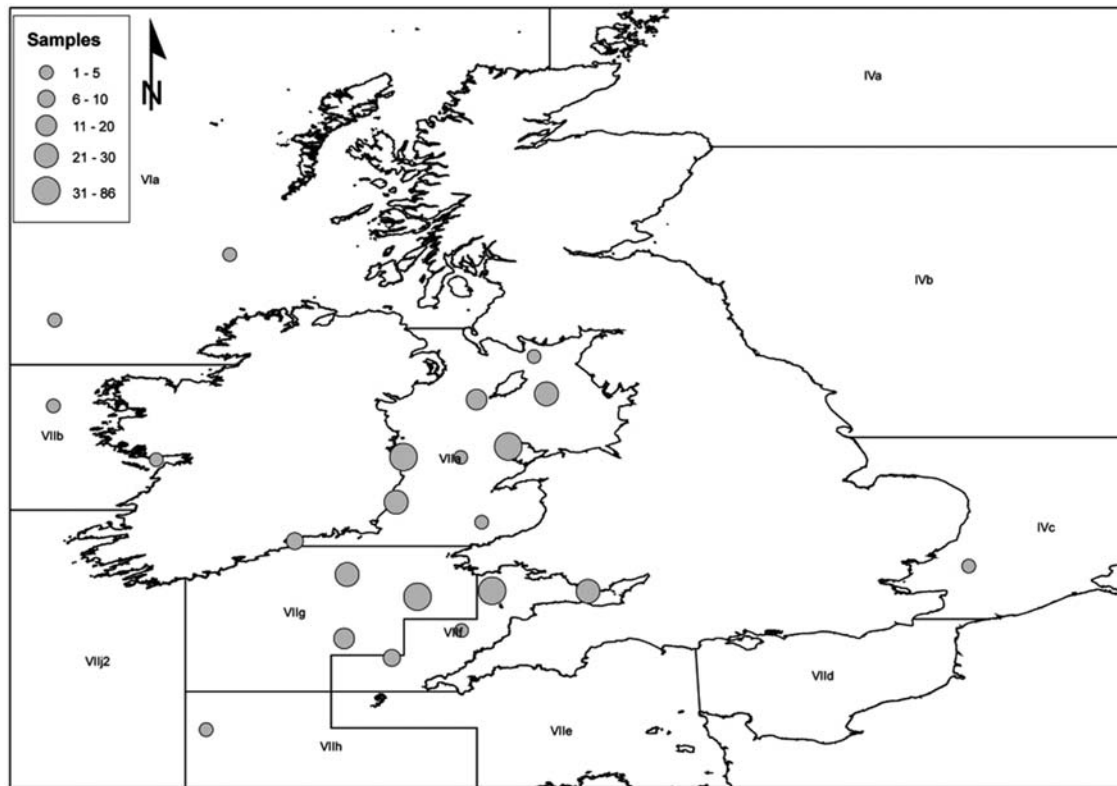 Samples
1 - 5
6 - 10
11 - 20
21 - 30
31 - 86
N
IVa
VIa
IVb
VIIb
VIIa
IVc
VIIg
VIIf
VIIj2
VIId
VIIe
VIIh